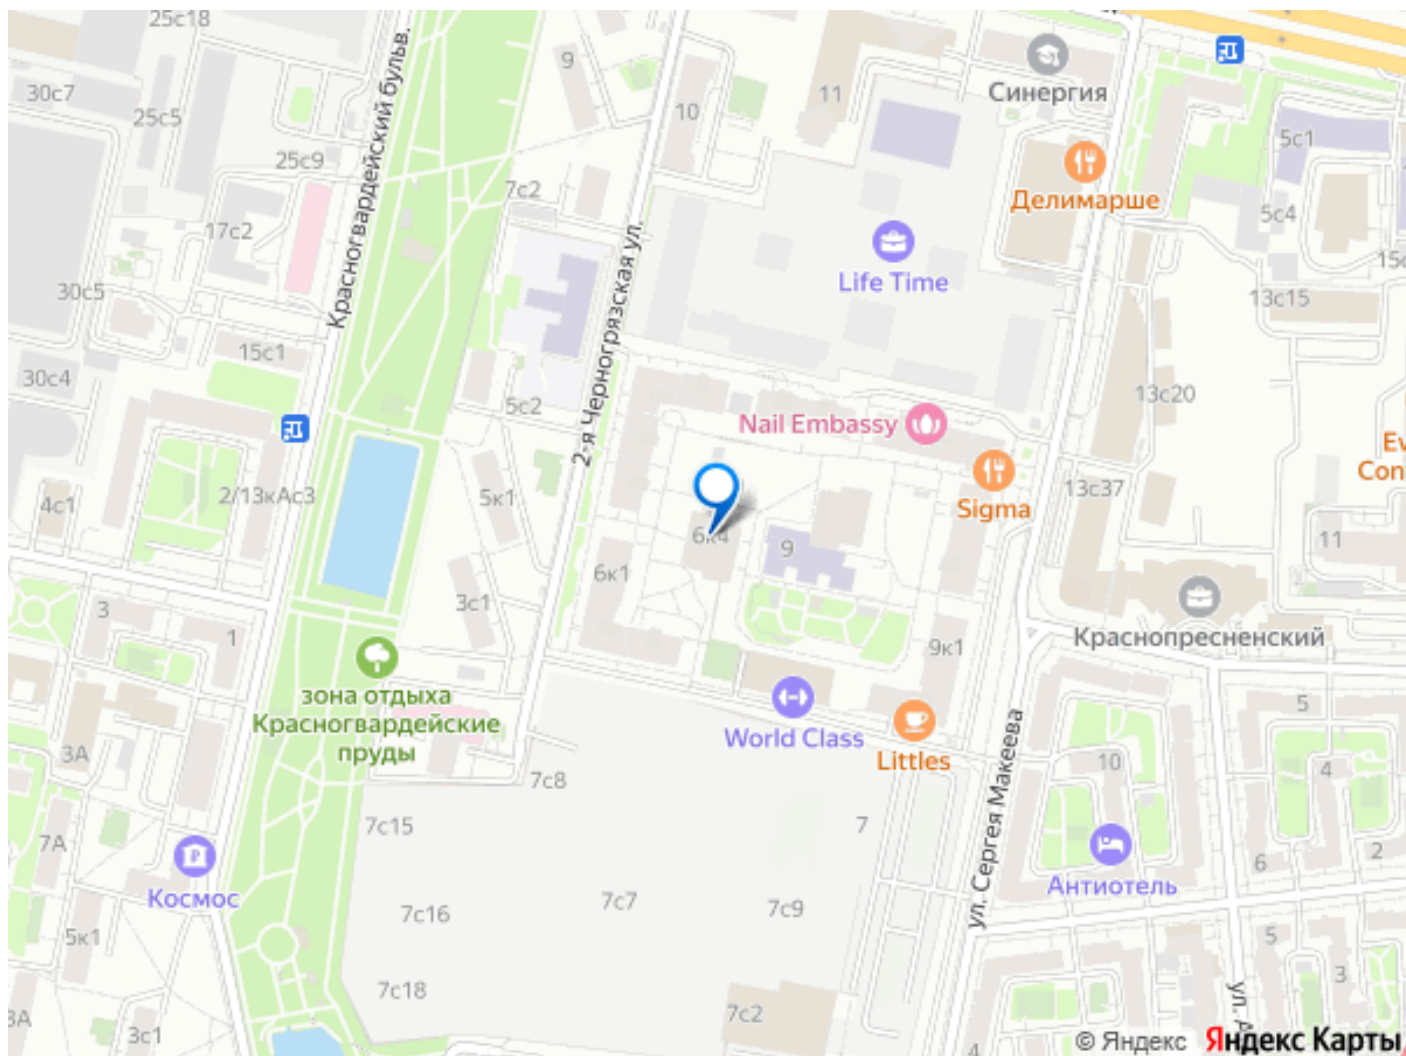 25с18
9
Синергия
30с7
25с5
10
11
5с1
Делимарше
25с9
Красногвардейский бульв.
7с2
5с4
17с2
2-я Черногрязская ул.
Life Time
30с5
13с15
15с1
30с4
5с2
13с20
Nail Embassy
2/13кАс3
5к1
Sigma
13с37
4с1
6к4
9
11
6к1
3с1
3
1
Краснопресненский
9к1
зона отдыха
Красногвардейские
пруды
World Class
Littles
5
3А
7с8
10
4
7с15
7
7А
6
2
Космос
Антиотель
7с16
7с7
7с9
ул. Сергея Макеева
5к1
5
3
7с18
7с2
3с1
4
© Яндекс
Яндекс Карты